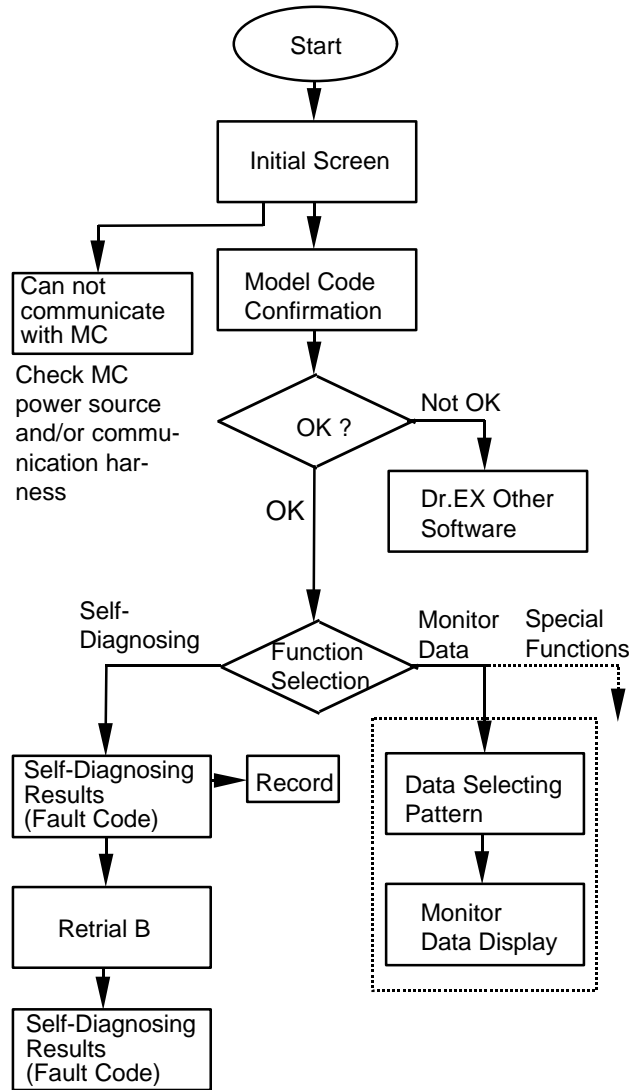 Start
Initial Screen
Can not
communicate
with MC
Model Code
Confirmation
Check MC
power source
and/or commu-
nication har-
ness
OK ?
Not OK
OK
Dr.EX Other
Software
Self-
Diagnosing
Function
Selection
Monitor
Data
Special
Functions
Self-Diagnosing
Results
(Fault Code)
Record
Data Selecting
Pattern
Retrial B
Monitor
Data Display
Self-Diagnosing
Results
(Fault Code)